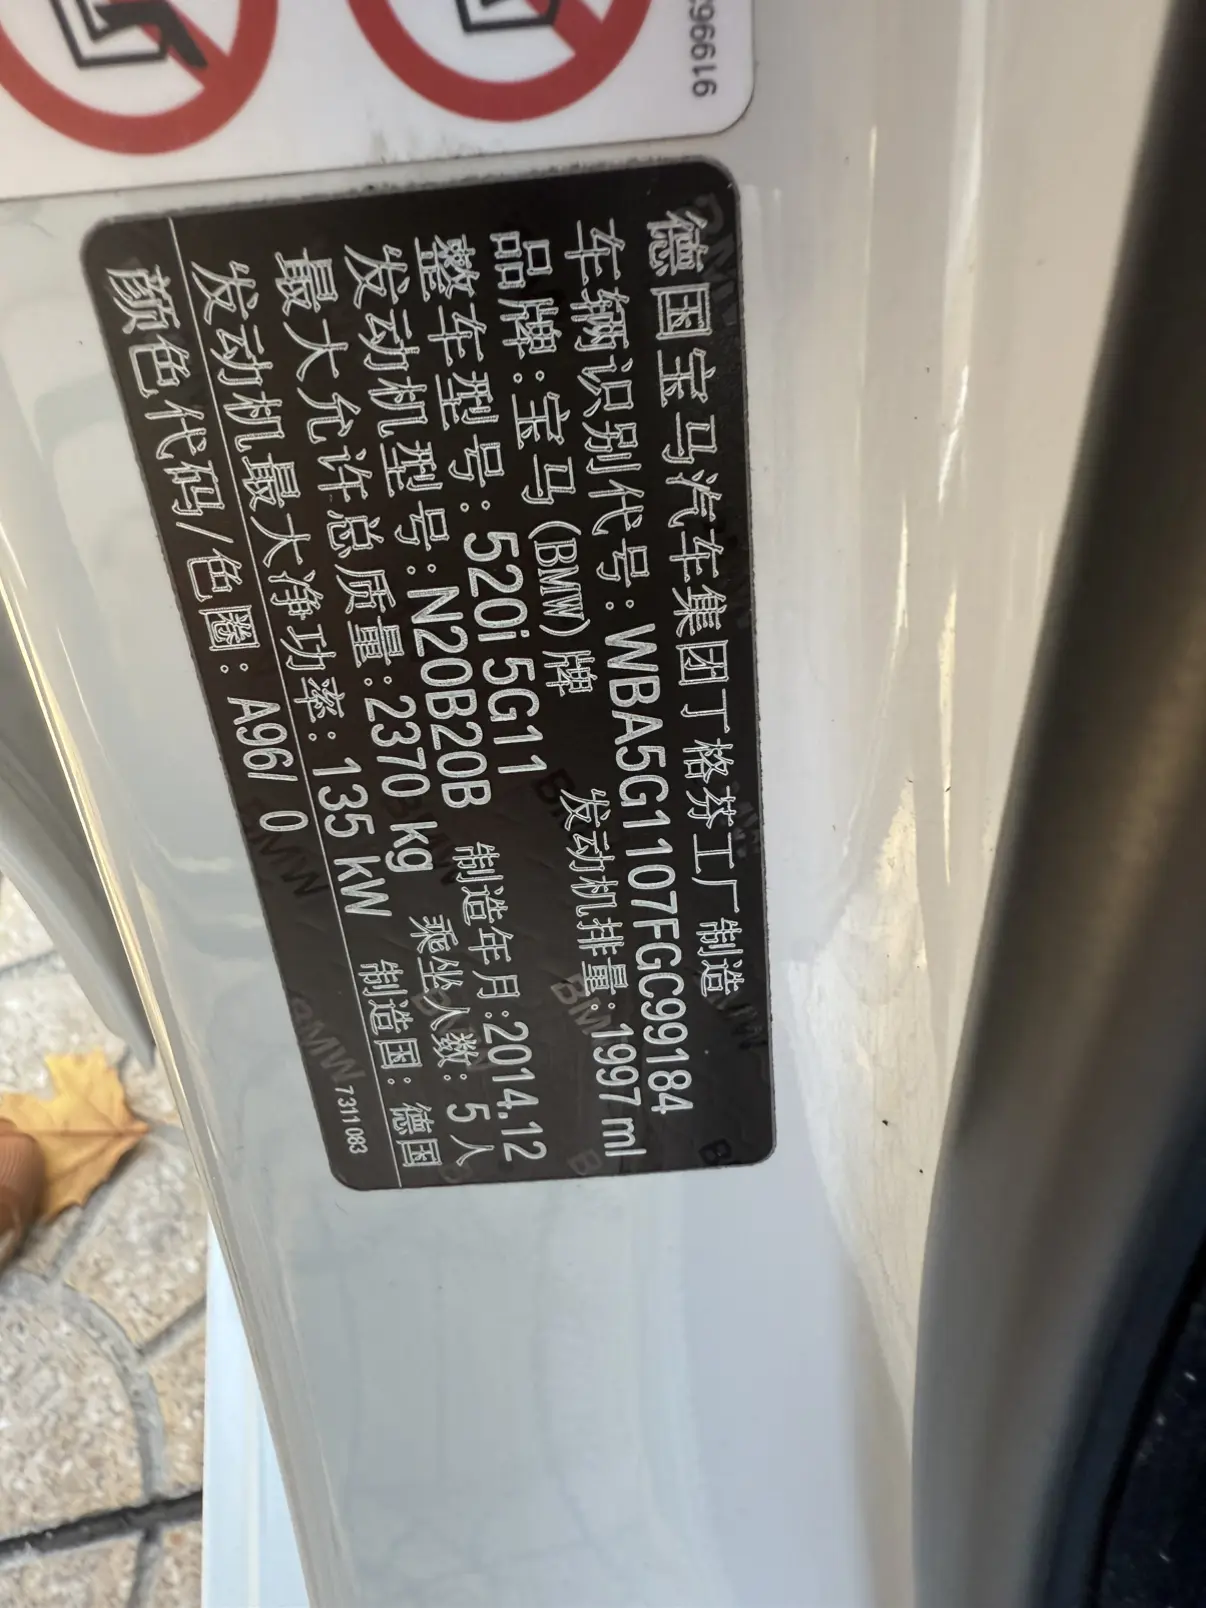 919996
德国宝马汽车集团丁格芬工厂制造
车辆识别代号:WBA5G1107FGC99184
品牌:宝马(BMW)牌 发动机排量:1997 ml
整车型号:520i 5G11
发动机型号:N20B20B 制造年月:2014.12
最大允许总质量:2370 kg 乘坐人数:5人
发动机最大净功率:135 kW 制造国:德国
颜色代码/色圈:A96/ 0 7311 083